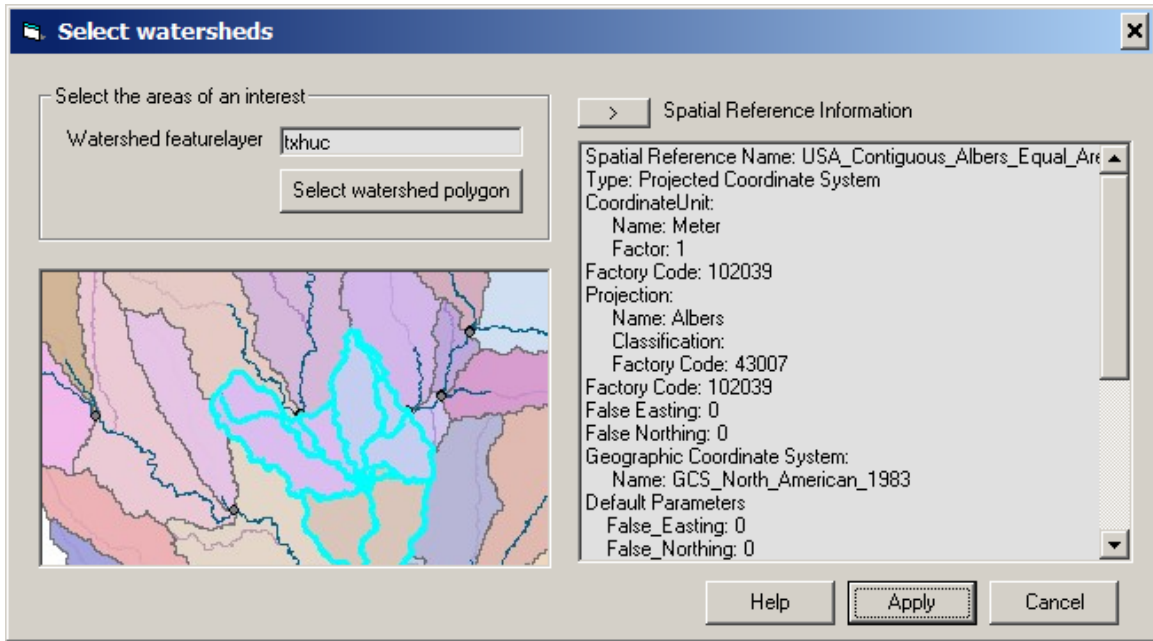 Select watersheds
Select the areas of an interest
Watershed featurelayer txhuc
Select watershed polygon
> Spatial Reference Information
Spatial Reference Name: USA_Contiguous_Albers_Equal_Are
Type: Projected Coordinate System
CoordinateUnit:
Name: Meter
Factor: 1
Factory Code: 102039
Projection:
Name: Albers
Classification:
Factory Code: 43007
Factory Code: 102039
False Easting: 0
False Northing: 0
Geographic Coordinate System:
Name: GCS_North_American_1983
Default Parameters
False_Easting: 0
False_Northing: 0
Help Apply Cancel